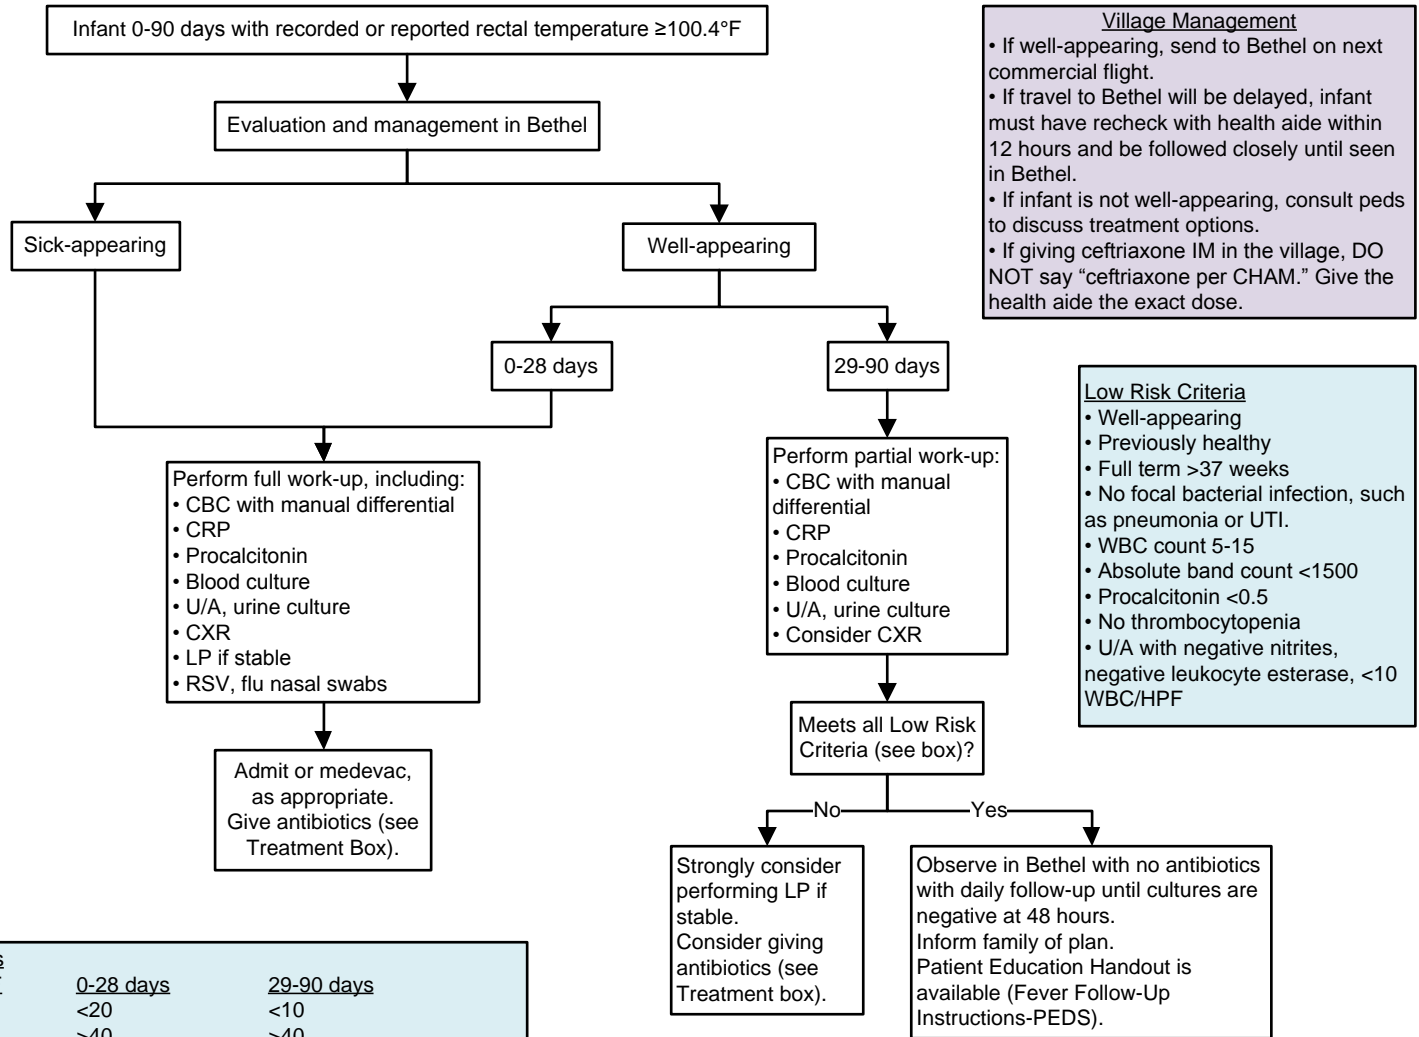 Infant 0-90 days with recorded or reported rectal temperature ≥100.4°F
Evaluation and management in Bethel
Sick-appearing
Well-appearing
0-28 days
29-90 days
Perform full work-up, including:
• CBC with manual differential
• CRP
• Procalcitonin
• Blood culture
• U/A, urine culture
• CXR
• LP if stable
• RSV, flu nasal swabs
Admit or medevac,
as appropriate.
Give antibiotics (see
Treatment Box).
Perform partial work-up:
• CBC with manual
differential
• CRP
• Procalcitonin
• Blood culture
• U/A, urine culture
• Consider CXR
Meets all Low Risk
Criteria (see box)?
No
Yes
Strongly consider
performing LP if
stable.
Consider giving
antibiotics (see
Treatment box).
Observe in Bethel with no antibiotics
with daily follow-up until cultures are
negative at 48 hours.
Inform family of plan.
Patient Education Handout is
available (Fever Follow-Up
Instructions-PEDS).
Village Management
• If well-appearing, send to Bethel on next
commercial flight.
• If travel to Bethel will be delayed, infant
must have recheck with health aide within
12 hours and be followed closely until seen
in Bethel.
• If infant is not well-appearing, consult peds
to discuss treatment options.
• If giving ceftriaxone IM in the village, DO
NOT say “ceftriaxone per CHAM.” Give the
health aide the exact dose.
Low Risk Criteria
• Well-appearing
• Previously healthy
• Full term >37 weeks
• No focal bacterial infection, such
as pneumonia or UTI.
• WBC count 5-15
• Absolute band count <1500
• Procalcitonin <0.5
• No thrombocytopenia
• U/A with negative nitrites,
negative leukocyte esterase, <10
WBC/HPF
0-28 days 29-90 days
<20 <10
>40 >40